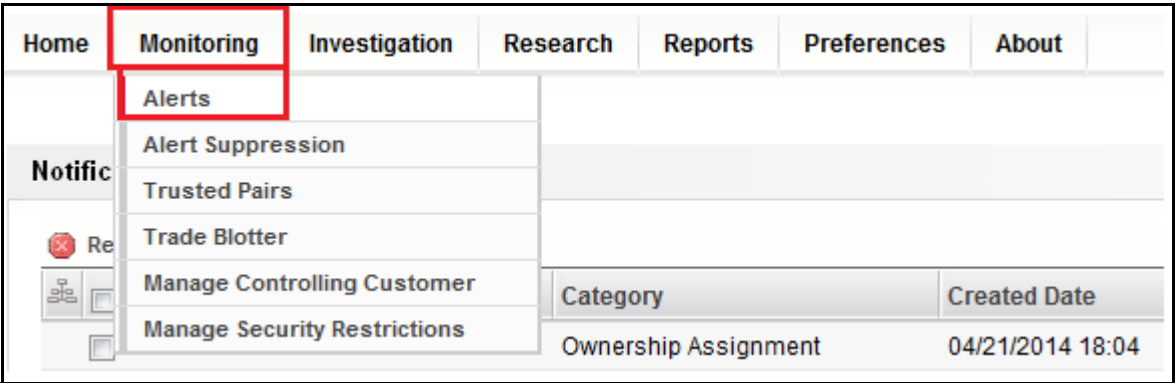 Home Monitoring Investigation Research Reports Preferences About
Alerts
Alert Suppression
Notific
Trusted Pairs
Trade Blotter
Re
Manage Controlling Customer
Category Created Date
Manage Security Restrictions
Ownership Assignment 04/21/2014 18:04